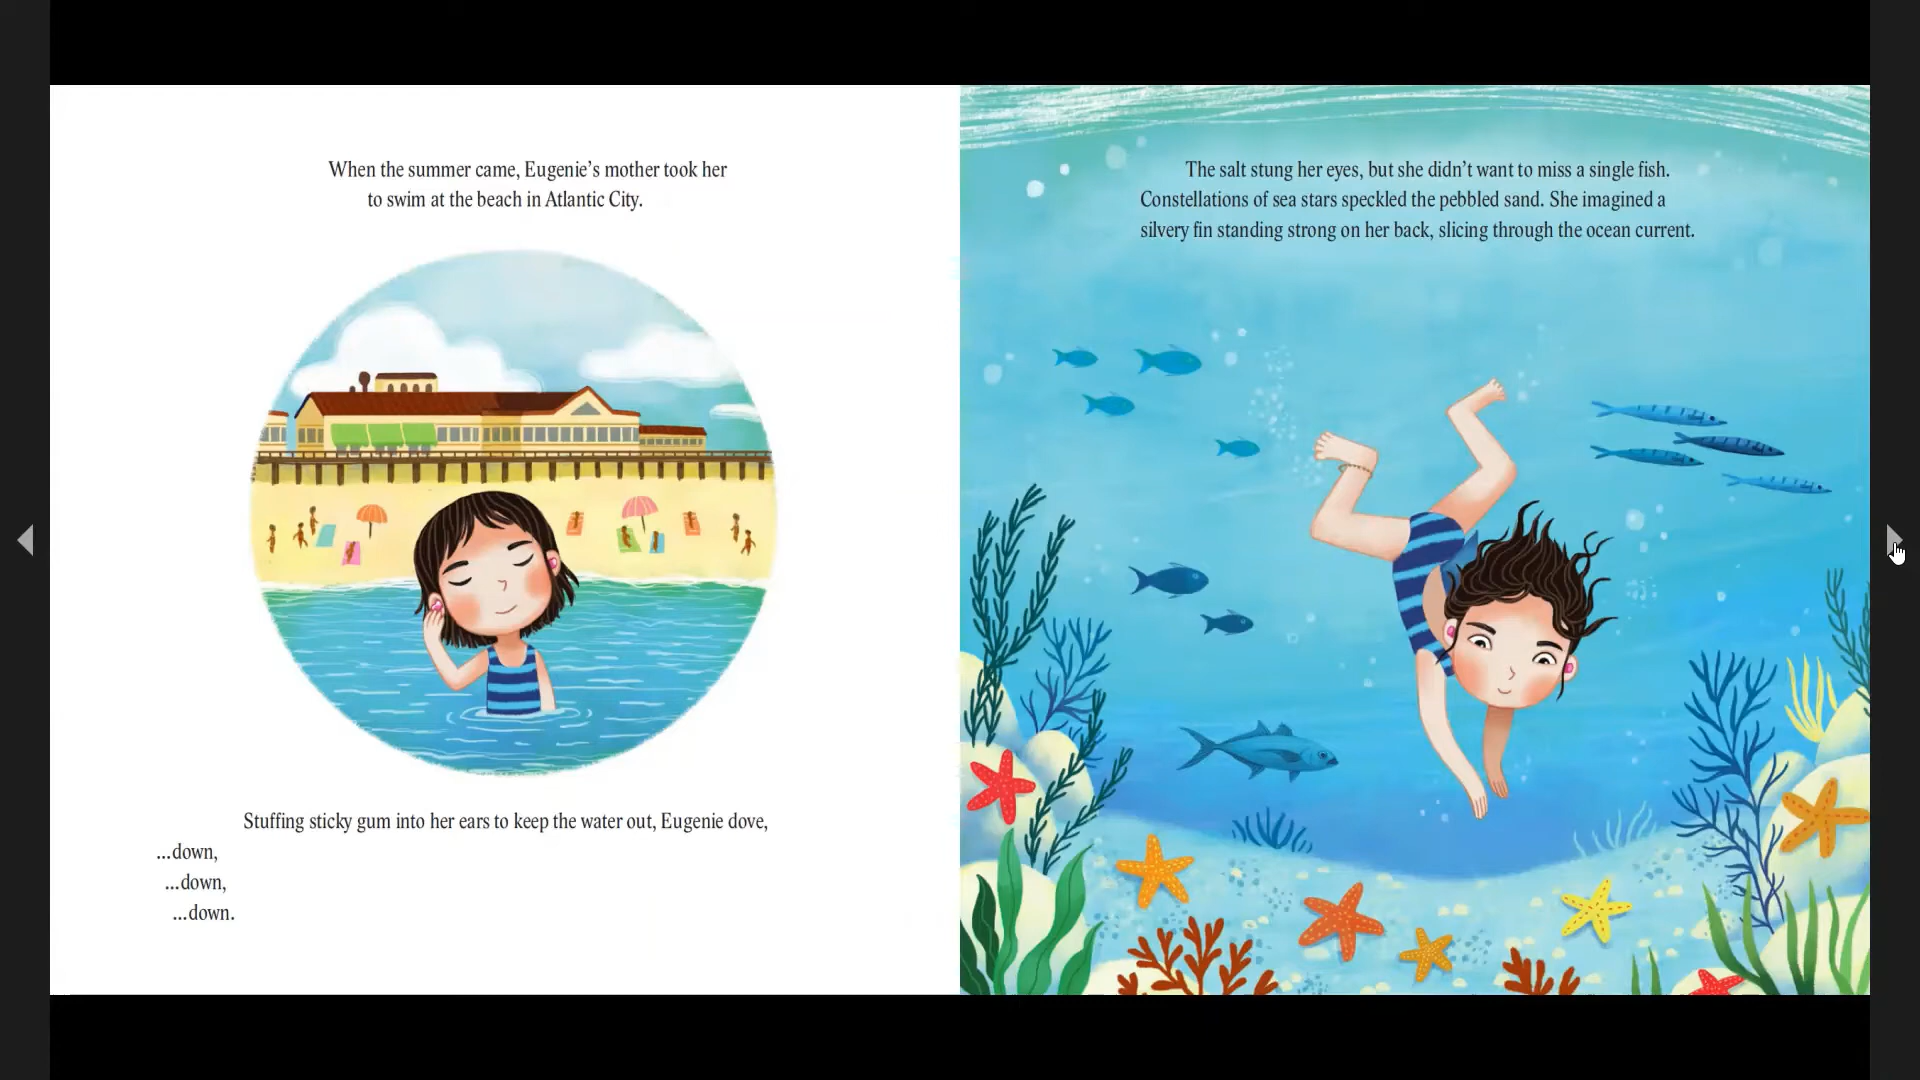 When the summer came, Eugenie’s mother took her
to swim at the beach in Atlantic City.
Stuffing sticky gum into her ears to keep the water out, Eugenie dove,
...down,
...down,
...down.
The salt stung her eyes, but she didn’t want to miss a single fish.
Constellations of sea stars speckled the pebbled sand. She imagined a
silvery fin standing strong on her back, slicing through the ocean current.